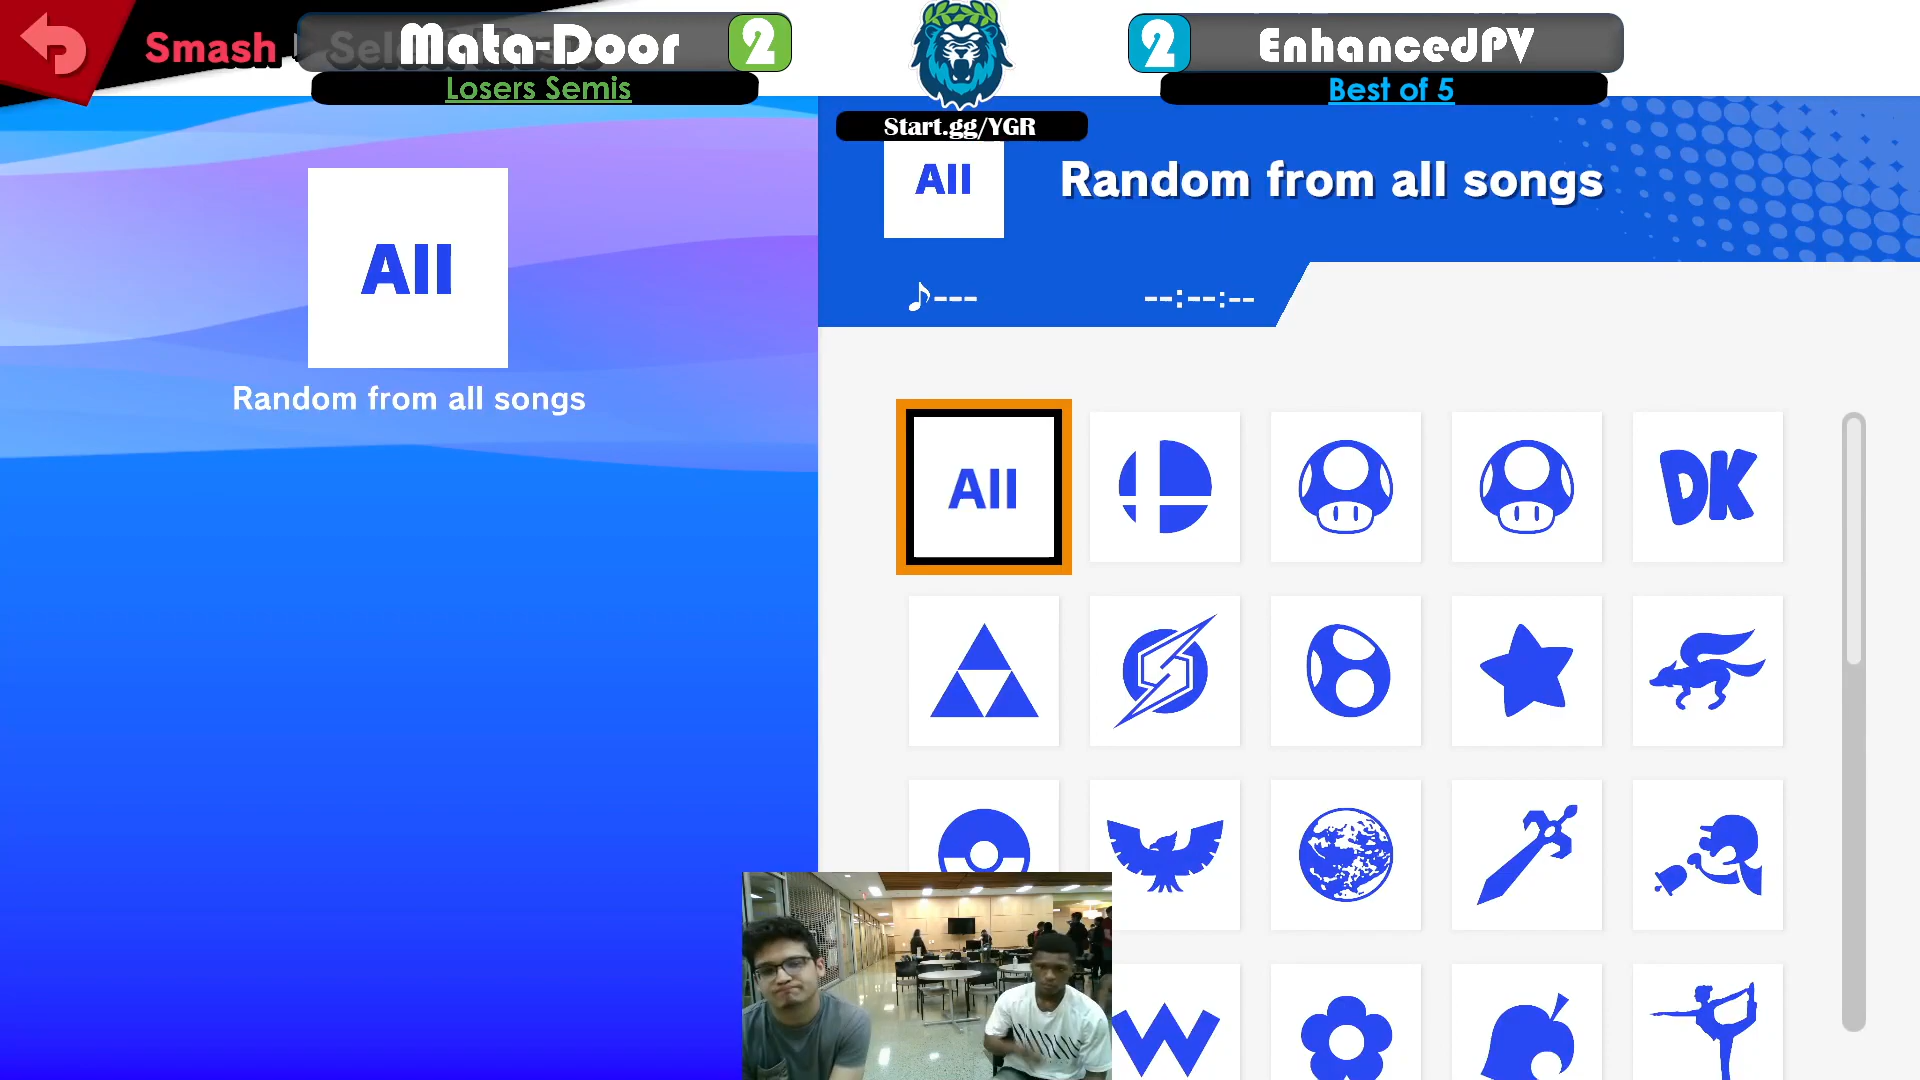 Smash
Mata-Door
2
Losers Semis
2
EnhancedPV
Best of 5
Start.gg/YGR
All
Random from all songs
♪---
--:--:--
All
Random from all songs
All
DK